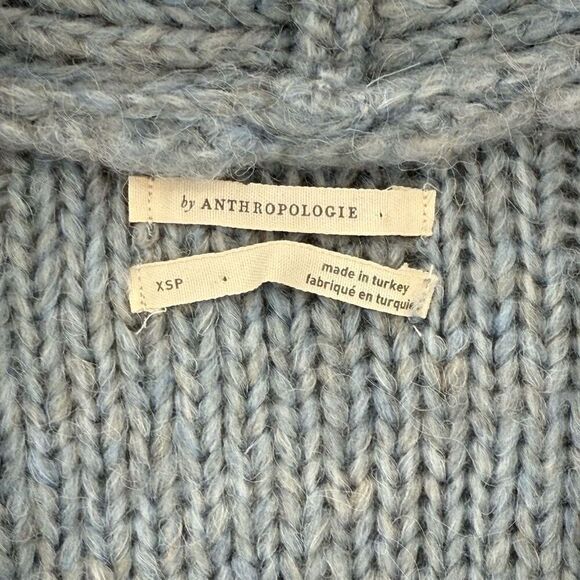 by ANTHROPOLOGIE
XSP
made in turkey
fabriqué en turquie